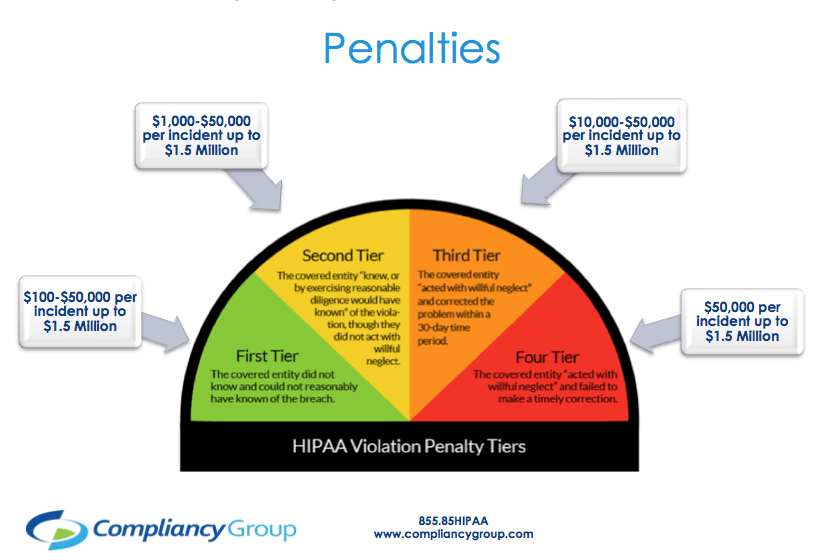 Penalties
$1,000-$50,000
per incident up to
$1.5 Million
$10,000-$50,000
per incident up to
$1.5 Million
$100-$50,000 per
incident up to
$1.5 Million
$50,000 per
incident up to
$1.5 Million
First Tier
The covered entity did not
know and could not reasonably
have known of the breach.
Second Tier
The covered entity "knew, or
by exercising reasonable
diligence would have
known" of the viola-
tion, though they
did not act with
willful
neglect.
Third Tier
The covered entity
"acted with willful neglect"
and corrected the
problem within a
30-day time
period.
Four Tier
The covered entity "acted with
willful neglect" and failed to
make a timely correction.
HIPAA Violation Penalty Tiers
Compliancy Group
855.85HIPAA
www.compliancygroup.com